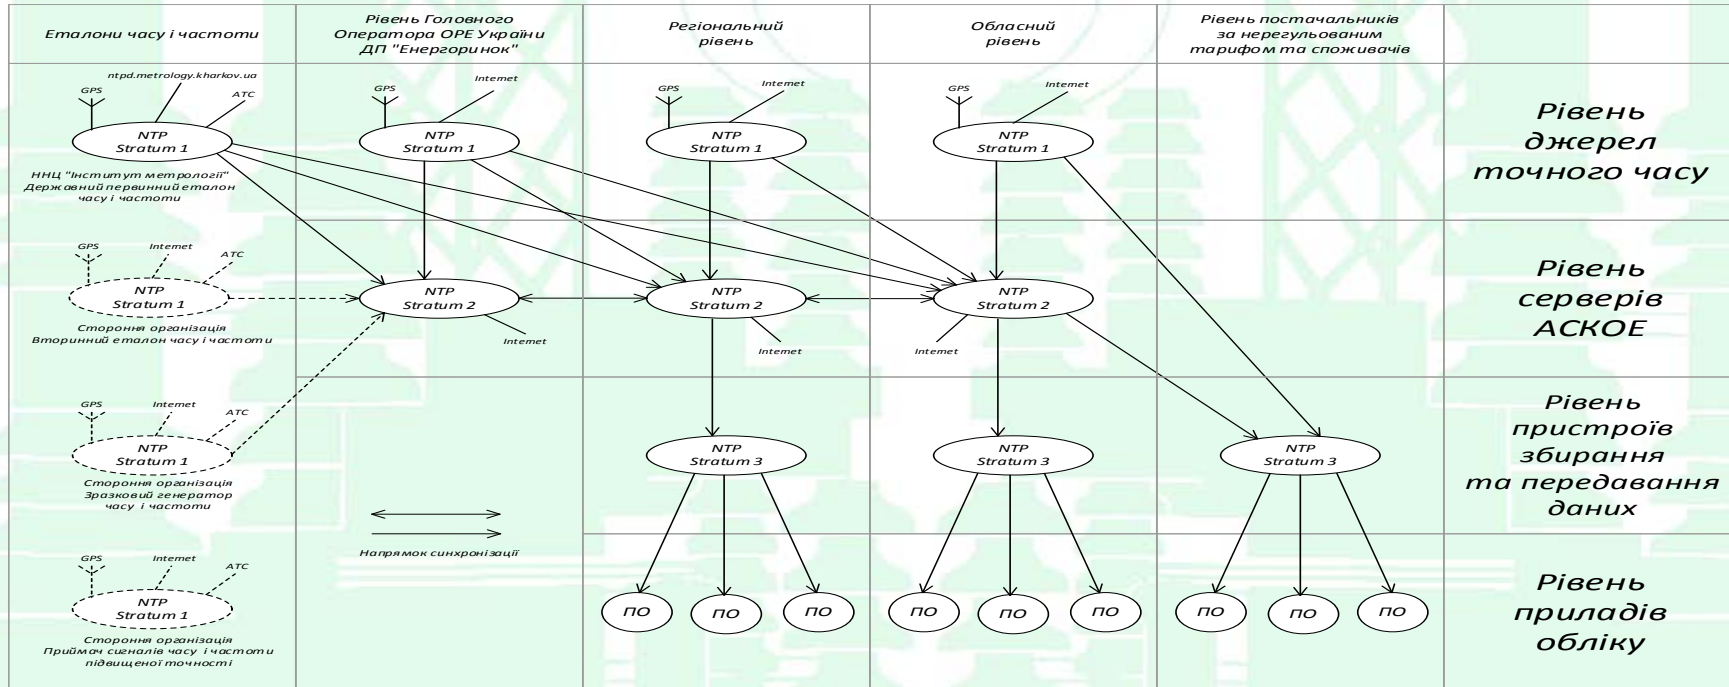 Еталони часу і частоти
Рівень Головного
Оператора ОРЕ України
ДП "Енергоринок"
Регіональний
рівень
Обласний
рівень
Рівень постачальників
за нерегульованим
тарифом та споживачів
ntpd.metrology.kharkov.ua
GPS
ATC
NTP
Stratum 1
ННЦ "Інститут метрології"
Державний первинний еталон
часу і частоти
GPS
Internet
NTP
Stratum 1
GPS
Internet
NTP
Stratum 1
GPS
Internet
NTP
Stratum 1
Рівень
джерел
точного часу
GPS
Internet
ATC
NTP
Stratum 1
Стороння організація
Вторинний еталон часу і частоти
NTP
Stratum 2
Internet
NTP
Stratum 2
Internet
NTP
Stratum 2
Internet
Рівень
серверів
АСКОЕ
GPS
Internet
ATC
NTP
Stratum 1
Стороння організація
Зразковий генератор
часу і частоти
Напрямок синхронізації
NTP
Stratum 3
NTP
Stratum 3
NTP
Stratum 3
Рівень
пристроїв
збирання
та передавання
даних
GPS
Internet
ATC
NTP
Stratum 1
Стороння організація
Приймач сигналів часу і частоти
підвищеної точності
ПО
ПО
ПО
ПО
ПО
ПО
ПО
ПО
ПО
Рівень
приладів
обліку